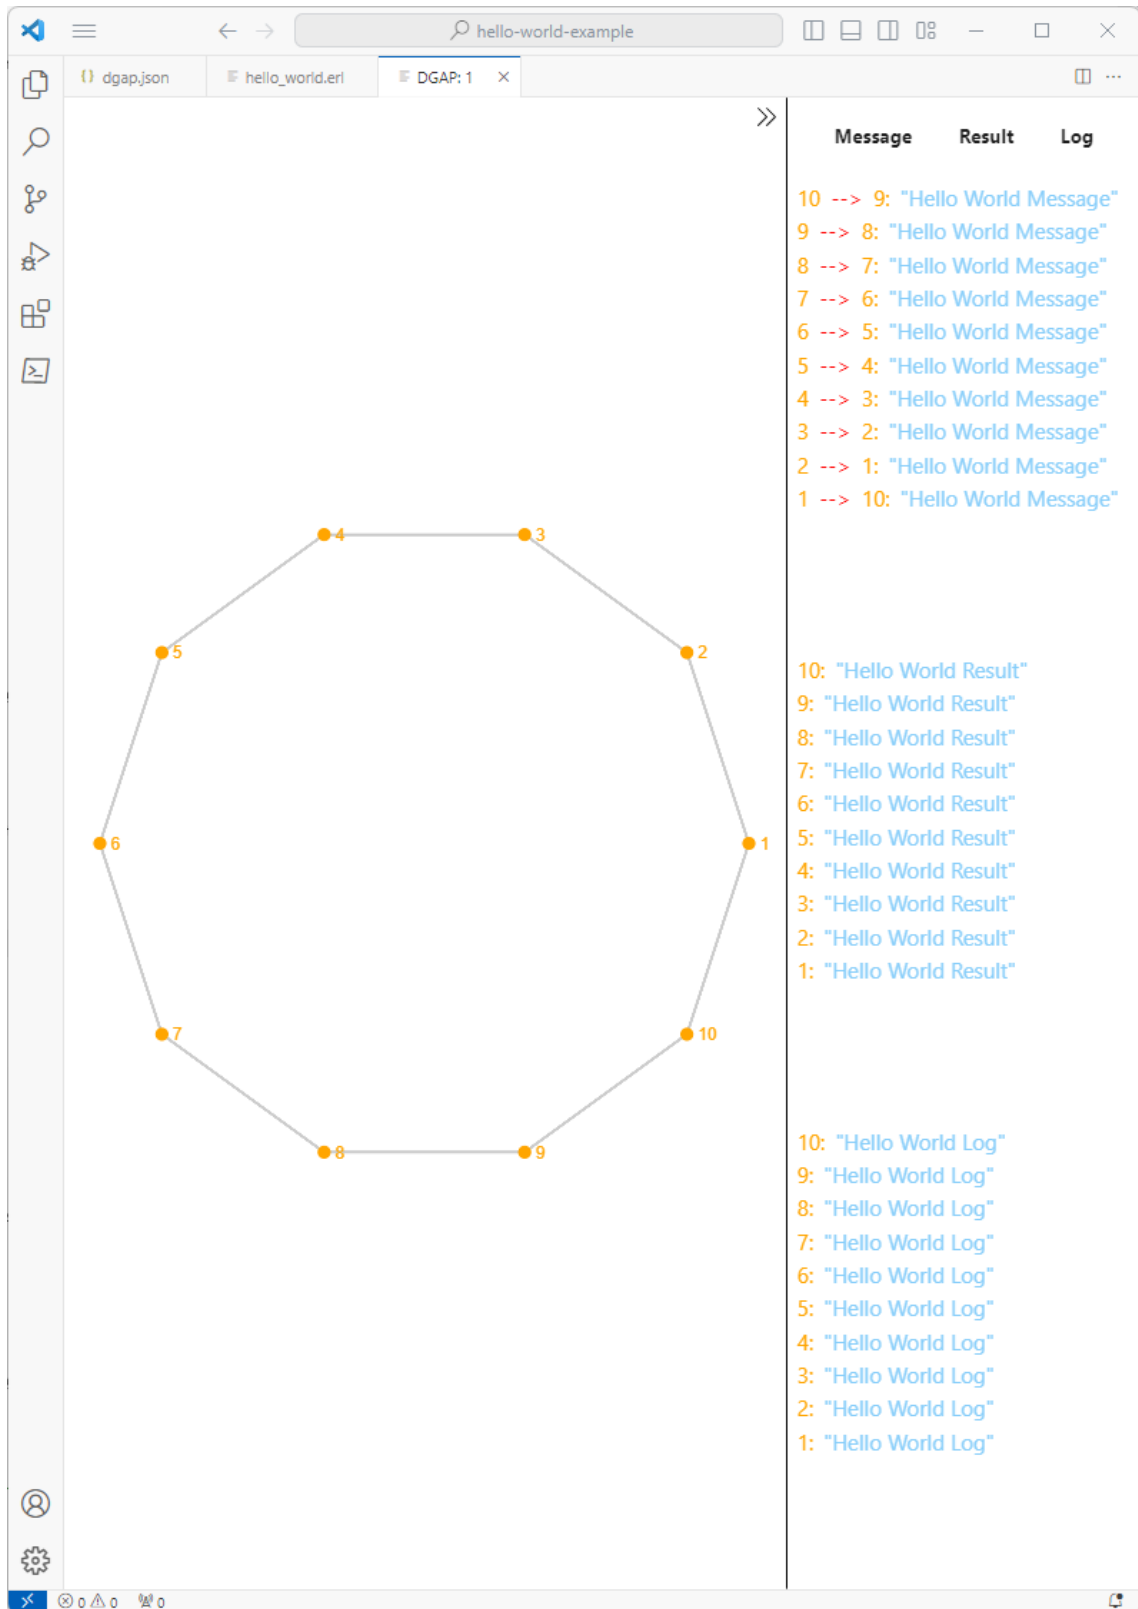 hello-world-example
dgap.json
hello_world.erl
DGAP: 1
Message Result Log
10 --> 9: "Hello World Message"
9 --> 8: "Hello World Message"
8 --> 7: "Hello World Message"
7 --> 6: "Hello World Message"
6 --> 5: "Hello World Message"
5 --> 4: "Hello World Message"
4 --> 3: "Hello World Message"
3 --> 2: "Hello World Message"
2 --> 1: "Hello World Message"
1 --> 10: "Hello World Message"
4
3
5
2
6
1
7
10
8
9
10: "Hello World Result"
9: "Hello World Result"
8: "Hello World Result"
7: "Hello World Result"
6: "Hello World Result"
5: "Hello World Result"
4: "Hello World Result"
3: "Hello World Result"
2: "Hello World Result"
1: "Hello World Result"
10: "Hello World Log"
9: "Hello World Log"
8: "Hello World Log"
7: "Hello World Log"
6: "Hello World Log"
5: "Hello World Log"
4: "Hello World Log"
3: "Hello World Log"
2: "Hello World Log"
1: "Hello World Log"
0 0 0